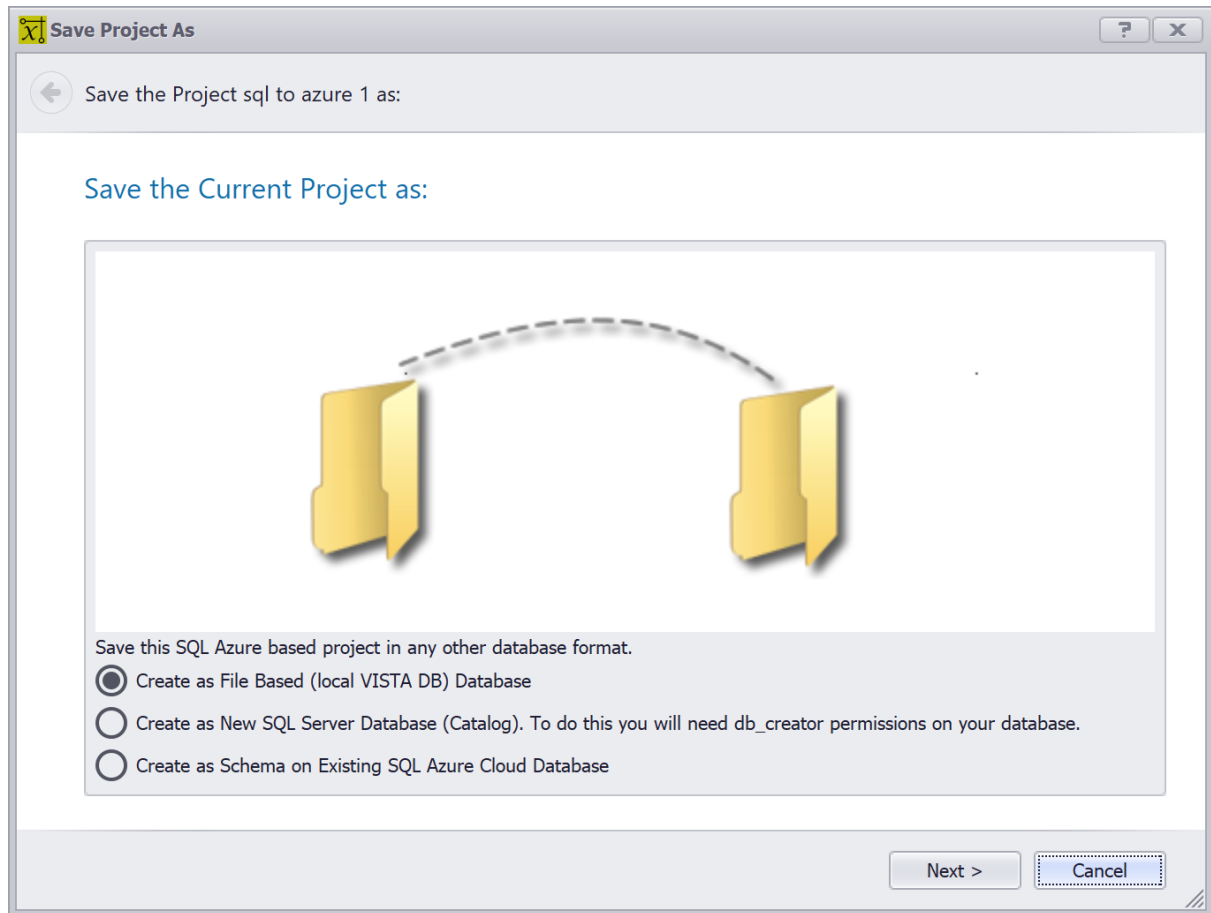 Save Project As
Save the Project sql to azure 1 as:
Save the Current Project as:
Save this SQL Azure based project in any other database format.
Create as File Based (local VISTA DB) Database
Create as New SQL Server Database (Catalog). To do this you will need db_creator permissions on your database.
Create as Schema on Existing SQL Azure Cloud Database
Next >
Cancel